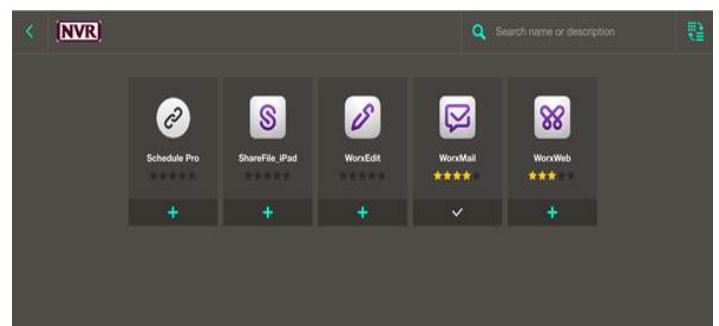 NVR
Search name or description
Schedule Pro
ShareFile_iPad
WorxEdit
WorxMail
WorxWeb